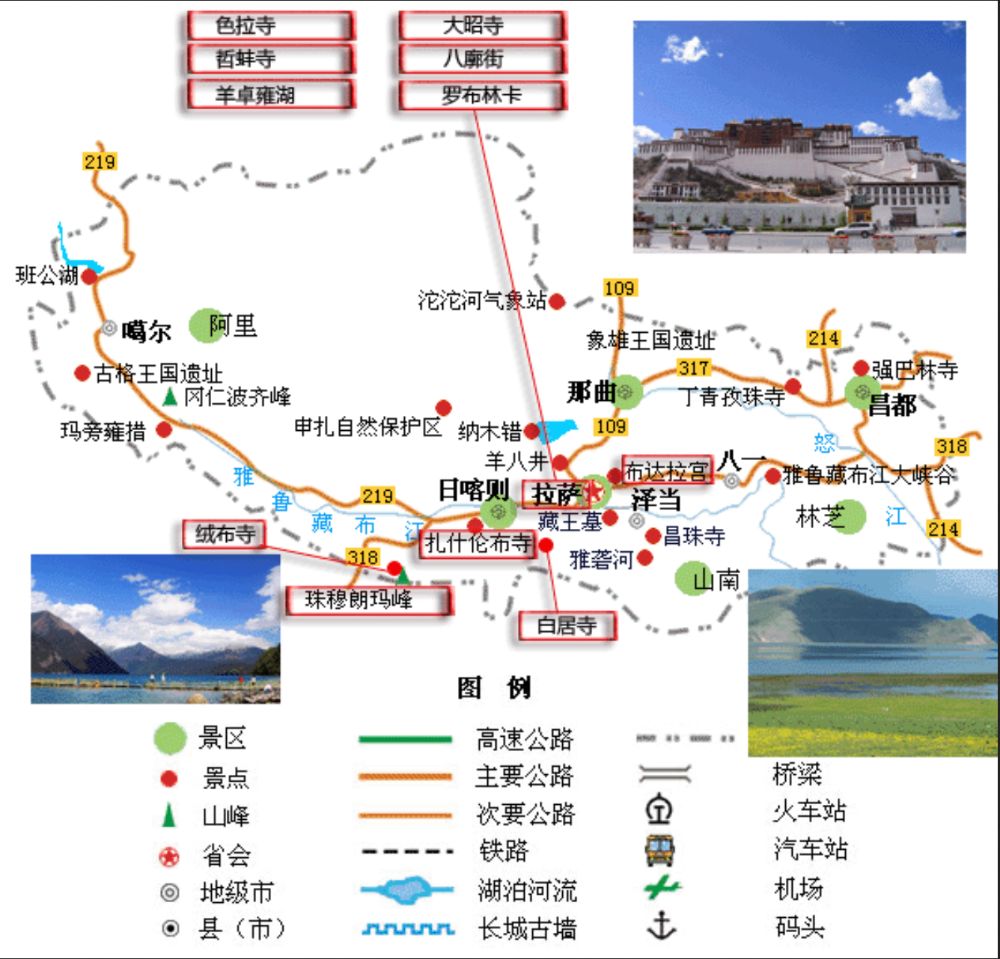 色拉寺
大昭寺
哲蚌寺
八廓街
羊卓雍湖
罗布林卡
219
班公湖
沱沱河气象站
109
噶尔
阿里
象雄王国遗址
214
古格王国遗址
317
强巴林寺
冈仁波齐峰
那曲
丁青孜珠寺
昌都
玛旁雍措
申扎自然保护区
纳木错
109
怒
318
羊八井
八一
雅
布达拉宫
雅鲁藏布江大峡谷
鲁
219
日喀则
拉萨
泽当
藏
布
江
藏王墓
林芝
江
绒布寺
扎什伦布寺
昌珠寺
214
318
雅砻河
山南
珠穆朗玛峰
白居寺
图 例
景区
高速公路
景点
主要公路
桥梁
山峰
次要公路
火车站
省会
铁路
汽车站
地级市
湖泊河流
机场
县（市）
长城古墙
码头